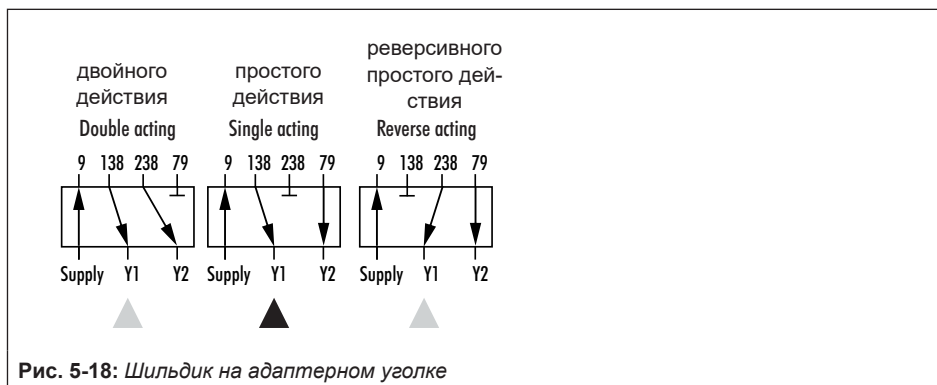 двойного
действия
Double acting
9 138 238 79
Supply Y1 Y2
простого
действия
Single acting
9 138 238 79
Supply Y1 Y2
реверсивного
простого дей-
ствия
Reverse acting
9 138 238 79
Supply Y1 Y2
Рис. 5-18: Шильдик на адаптерном уголке